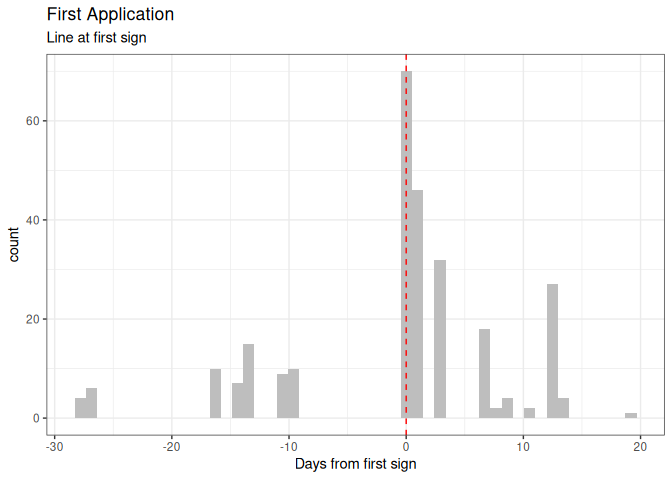 First Application
Line at first sign
count
60
40
20
0
-30 -20 -10 0 10 20
Days from first sign